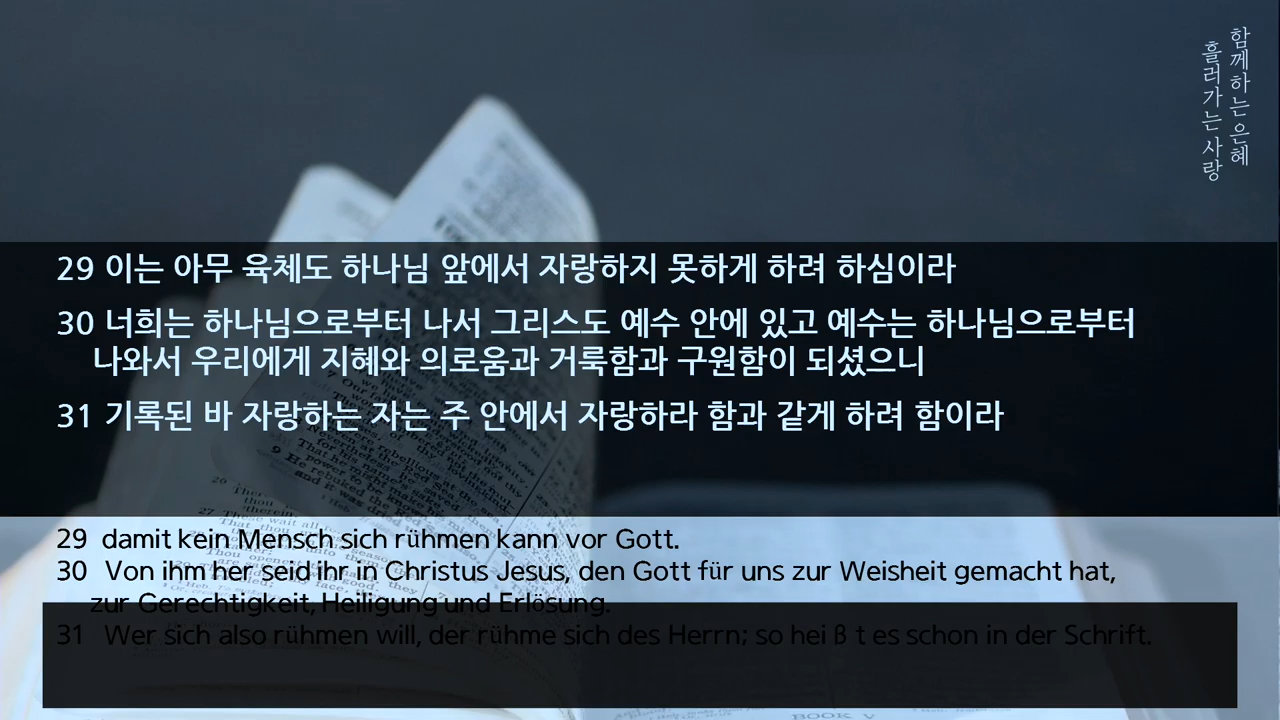 함께하는 은혜
흘러가는 사랑
29 이는 아무 육체도 하나님 앞에서 자랑하지 못하게 하려 하심이라
30 너희는 하나님으로부터 나서 그리스도 예수 안에 있고 예수는 하나님으로부터
나와서 우리에게 지혜와 의로움과 거룩함과 구원함이 되셨으니
31 기록된 바 자랑하는 자는 주 안에서 자랑하라 함과 같게 하려 함이라
29 damit kein Mensch sich rühmen kann vor Gott.
30 Von ihm her seid ihr in Christus Jesus, den Gott für uns zur Weisheit gemacht hat,
zur Gerechtigkeit, Heiligung und Erlösung.
31 Wer sich also rühmen will, der rühme sich des Herrn; so hei ß t es schon in der Schrift.
BOOK V